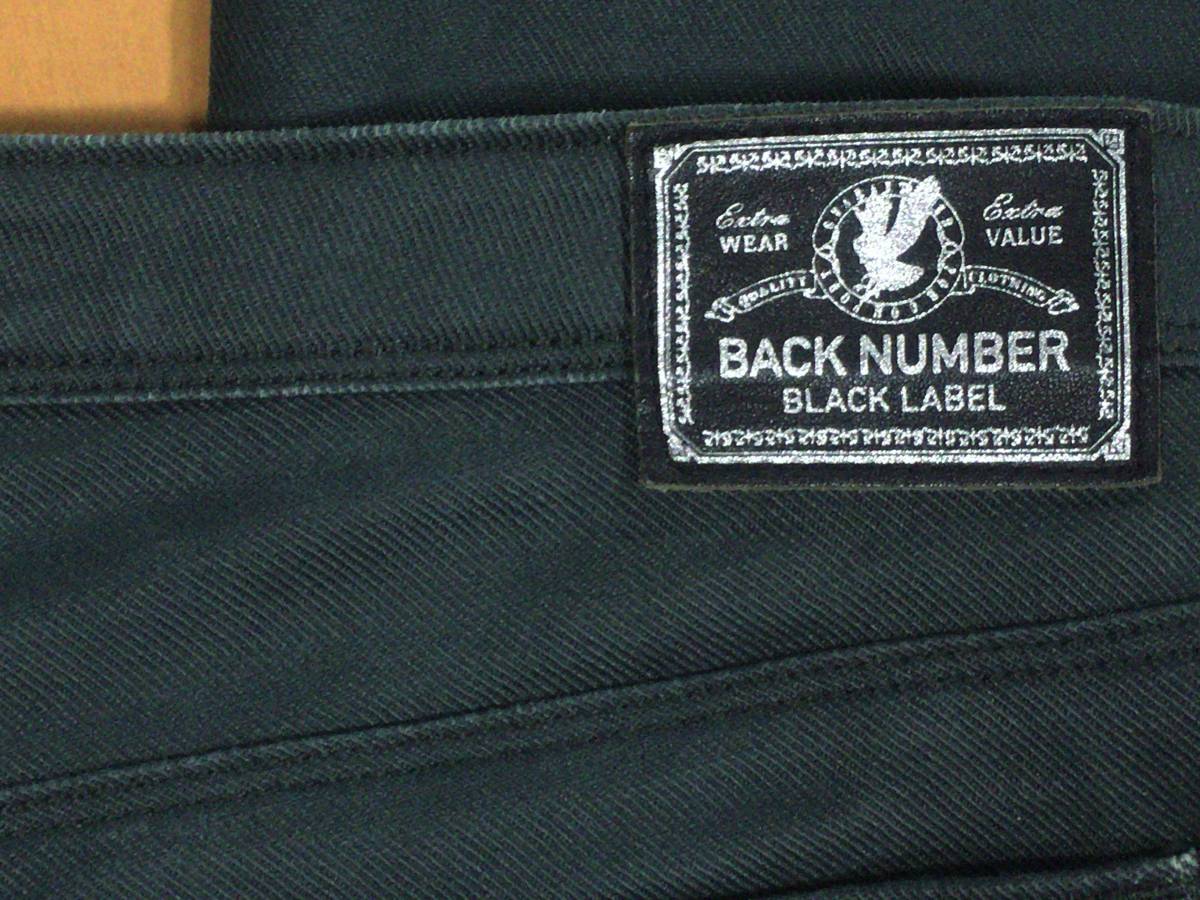 Extra
WEAR
Extra
VALUE
QUALITY
CLOTHING
BACK NUMBER
BLACK LABEL